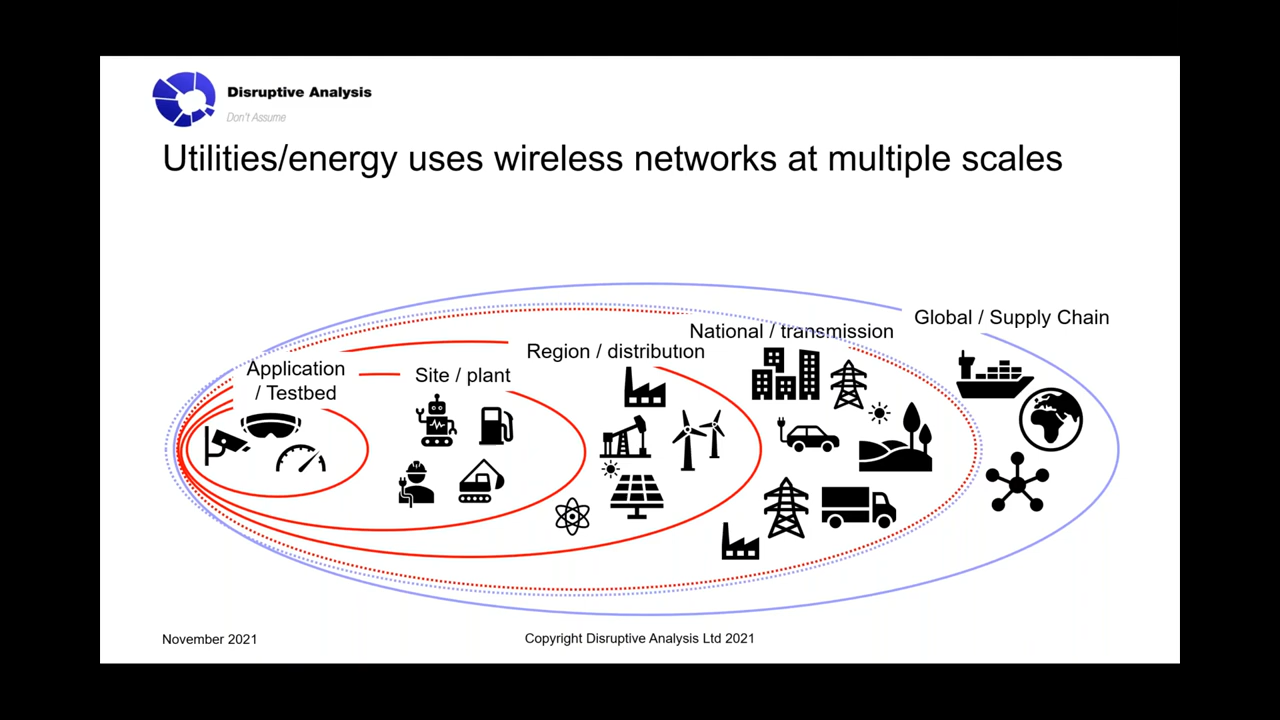 Disruptive Analysis
Don't Assume
Utilities/energy uses wireless networks at multiple scales
Global / Supply Chain
National / transmission
Region / distribution
Application
/ Testbed
Site / plant
November 2021
Copyright Disruptive Analysis Ltd 2021